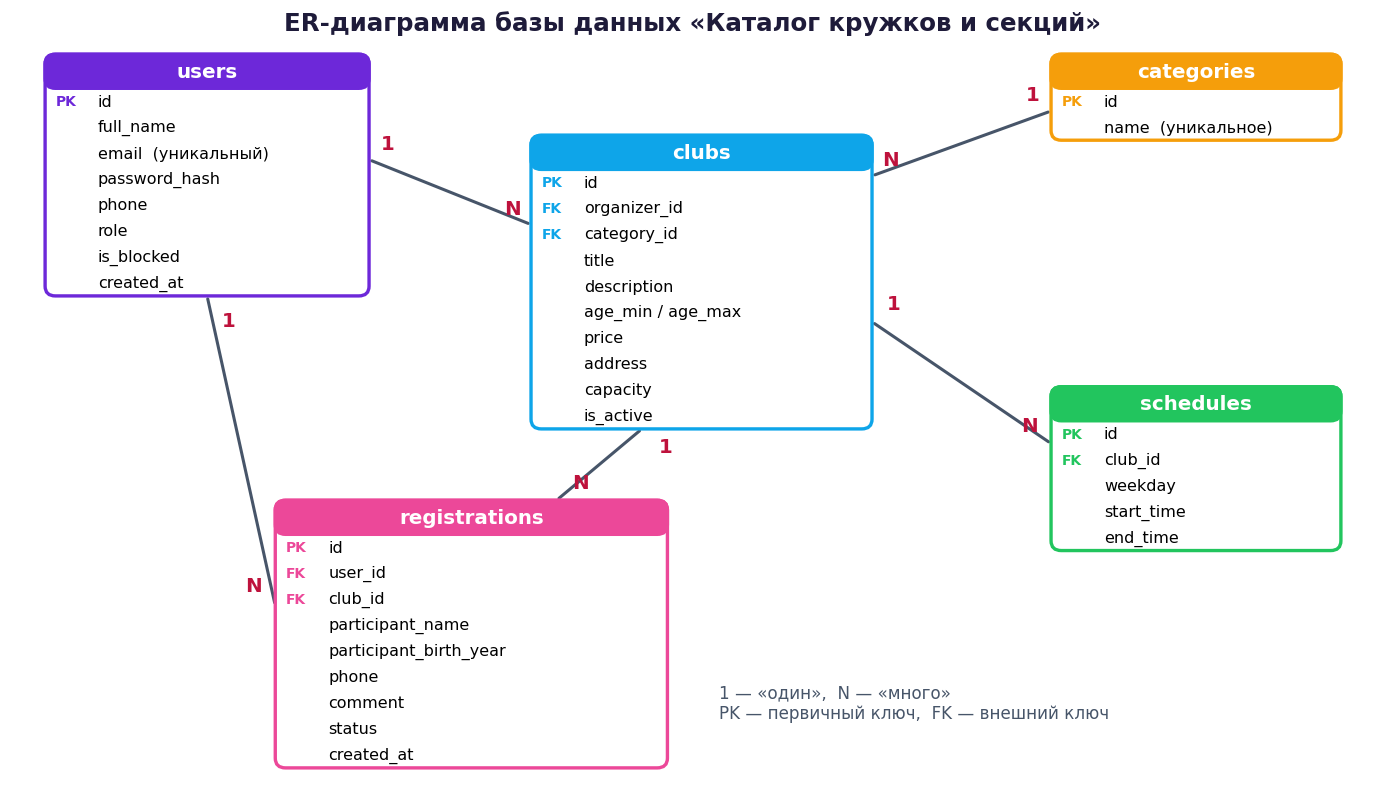 ER-диаграмма базы данных «Каталог кружков и секций»
users
PK id
full_name
email (уникальный)
password_hash
phone
role
is_blocked
created_at
1
N
1
N
clubs
PK id
FK organizer_id
FK category_id
title
description
age_min / age_max
price
address
capacity
is_active
N
1
1
N
1
N
categories
PK id
name (уникальное)
schedules
PK id
FK club_id
weekday
start_time
end_time
registrations
PK id
FK user_id
FK club_id
participant_name
participant_birth_year
phone
comment
status
created_at
1 — «один», N — «много»
PK — первичный ключ, FK — внешний ключ